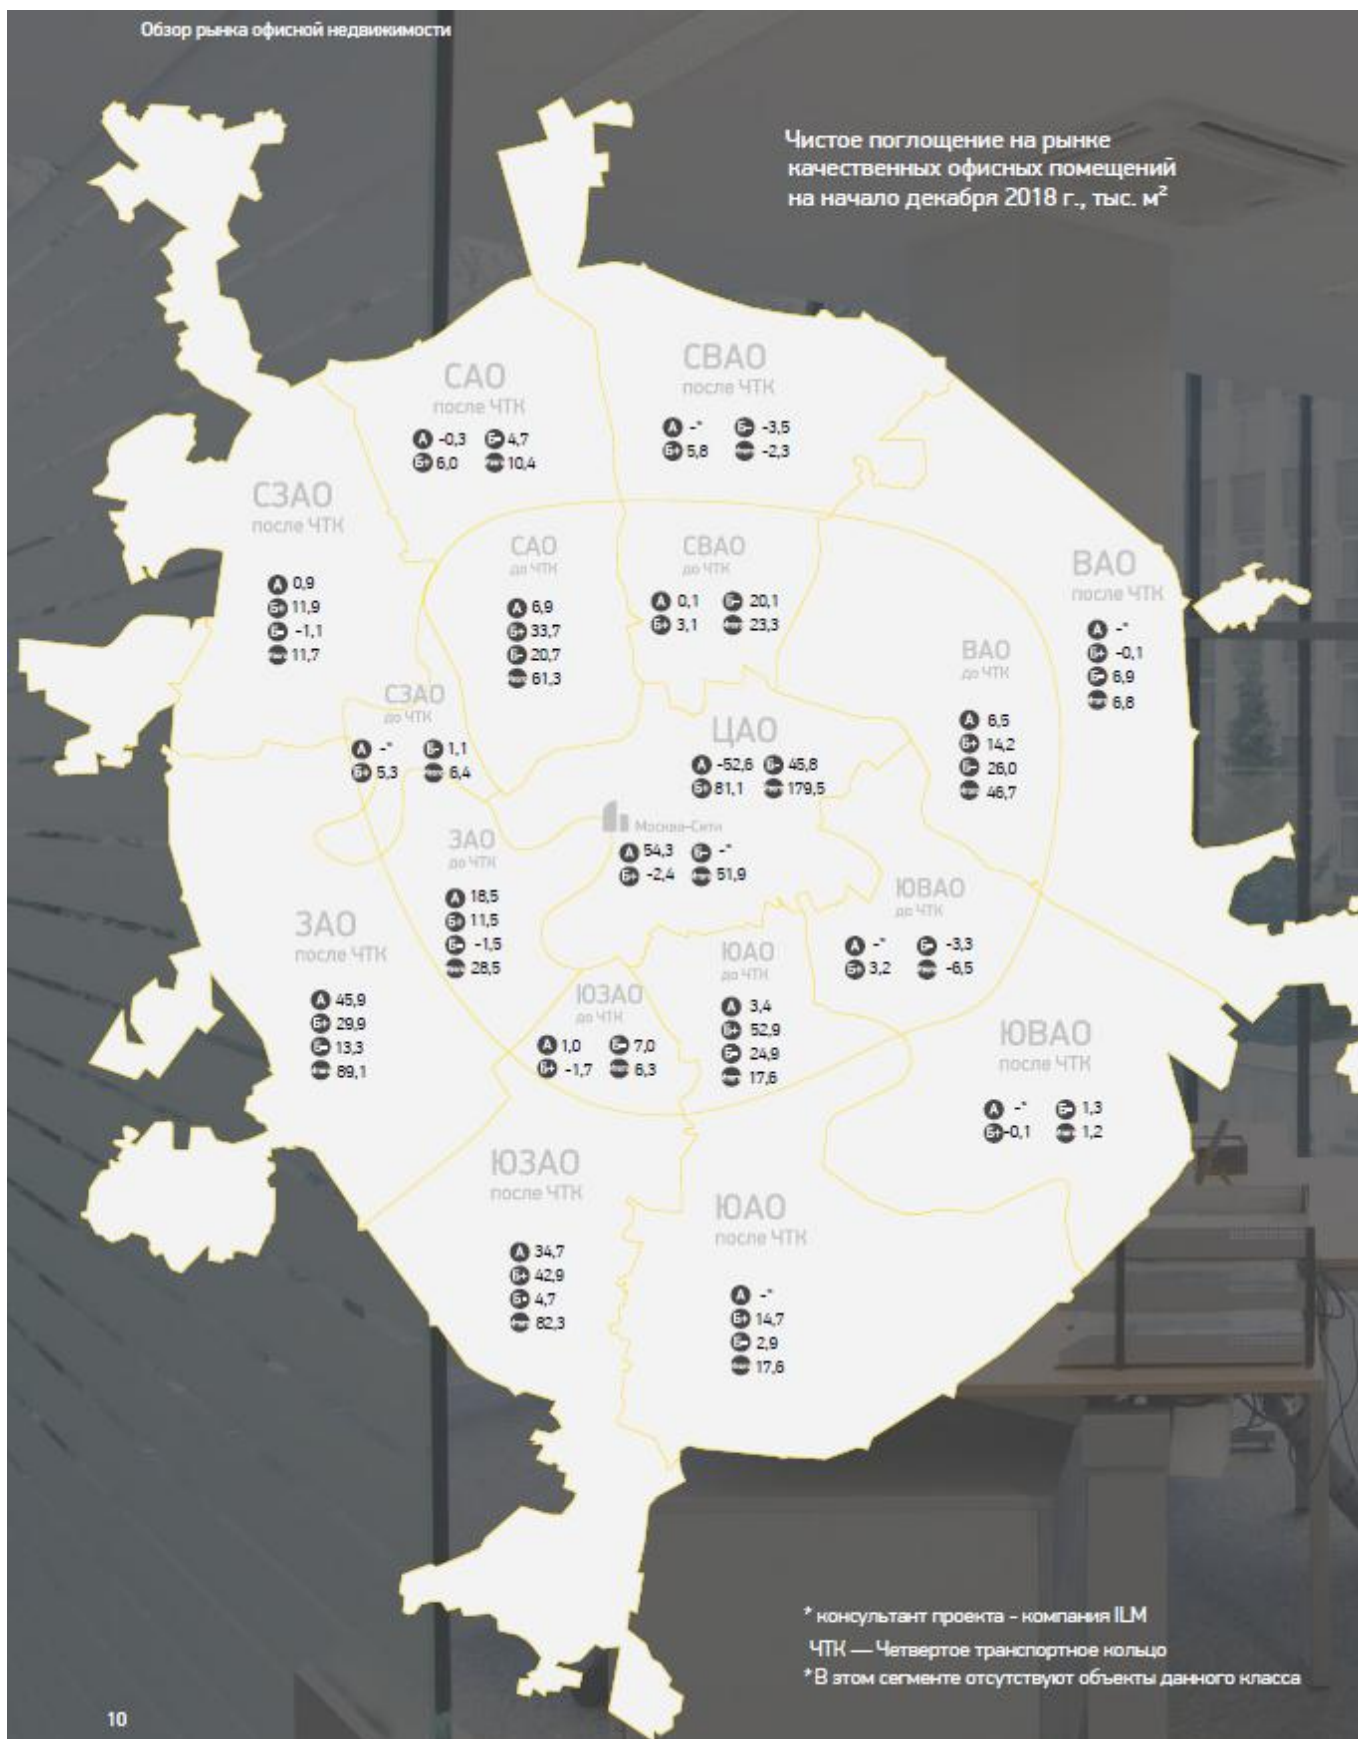 Обзор рынка офисной недвижимости
Чистое поглощение на рынке
качественных офисных помещений
на начало декабря 2018 г., тыс. м²
САО
после ЧТК
А -0,3 Б- 4,7
Б+ 6,0 10,4
СВАО
после ЧТК
А -* Б- -3,5
Б+ 5,8 -2,3
СЗАО
после ЧТК
А 0,9
Б+ 11,9
Б- -1,1
11,7
САО
до ЧТК
А 6,9
Б+ 33,7
Б- 20,7
61,3
СВАО
до ЧТК
А 0,1 Б- 20,1
Б+ 3,1 23,3
ВАО
после ЧТК
А -*
Б+ -0,1
Б- 6,9
6,8
ВАО
до ЧТК
А 6,5
Б+ 14,2
Б- 26,0
46,7
СЗАО
до ЧТК
А -* Б- 1,1
Б+ 5,3 6,4
ЦАО
А -52,6 Б- 45,8
Б+ 81,1 179,5
Москва-Сити
А 54,3 Б- -*
Б+ -2,4 51,9
ЗАО
до ЧТК
А 18,5
Б+ 11,5
Б- -1,5
28,5
ЮВАО
до ЧТК
А -* Б- -3,3
Б+ 3,2 -6,5
ЗАО
после ЧТК
А 45,9
Б+ 29,9
Б- 13,3
89,1
ЮЗАО
до ЧТК
А 1,0 Б- 7,0
Б+ -1,7 6,3
ЮАО
до ЧТК
А 3,4
Б+ 52,9
Б- 24,9
17,6
ЮВАО
после ЧТК
А -* Б- 1,3
Б+ -0,1 1,2
ЮЗАО
после ЧТК
А 34,7
Б+ 42,9
Б- 4,7
82,3
ЮАО
после ЧТК
А -*
Б+ 14,7
Б- 2,9
17,6
* консультант проекта - компания ILM
ЧТК — Четвертое транспортное кольцо
* В этом сегменте отсутствуют объекты данного класса
10